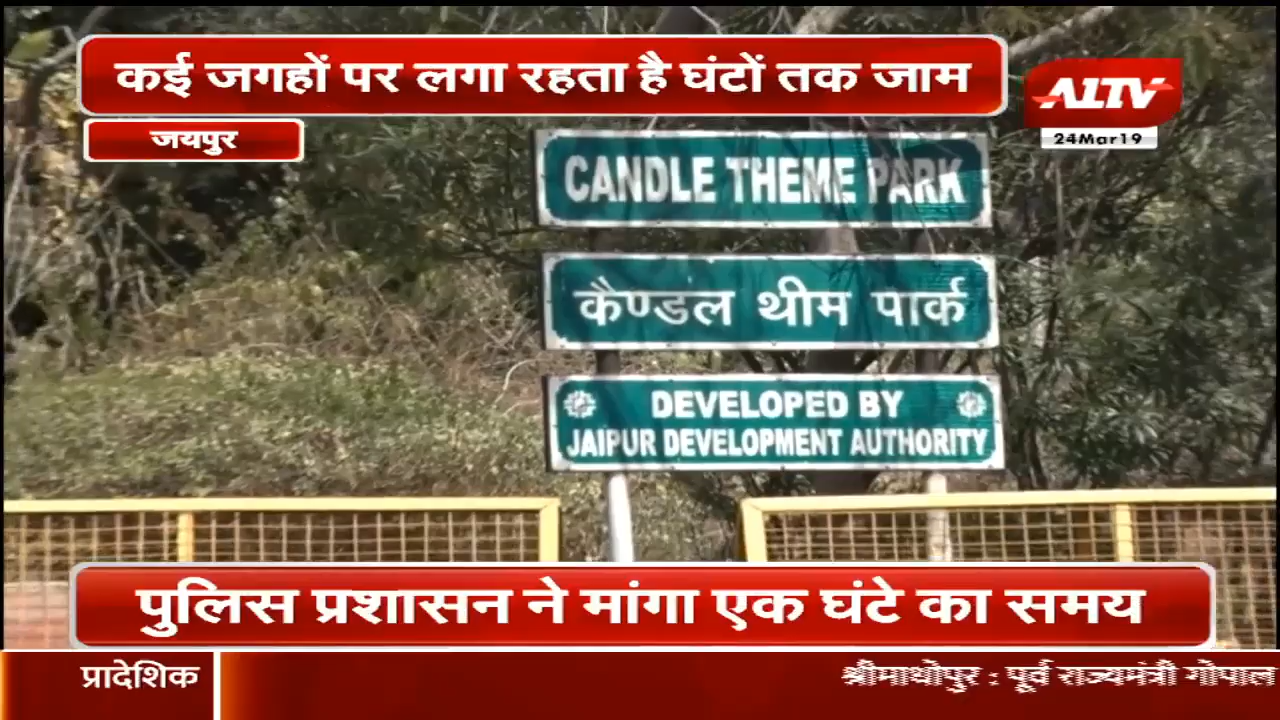 कई जगहों पर लगा रहता है घंटों तक जाम
ALTV
24Mar19
जयपुर
CANDLE THEME PARK
कैण्डल थीम पार्क
DEVELOPED BY
JAIPUR DEVELOPMENT AUTHORITY
पुलिस प्रशासन ने मांगा एक घंटे का समय
प्रादेशिक
श्रीमाधोपुर : पूर्व राज्यमंत्री गोपाल